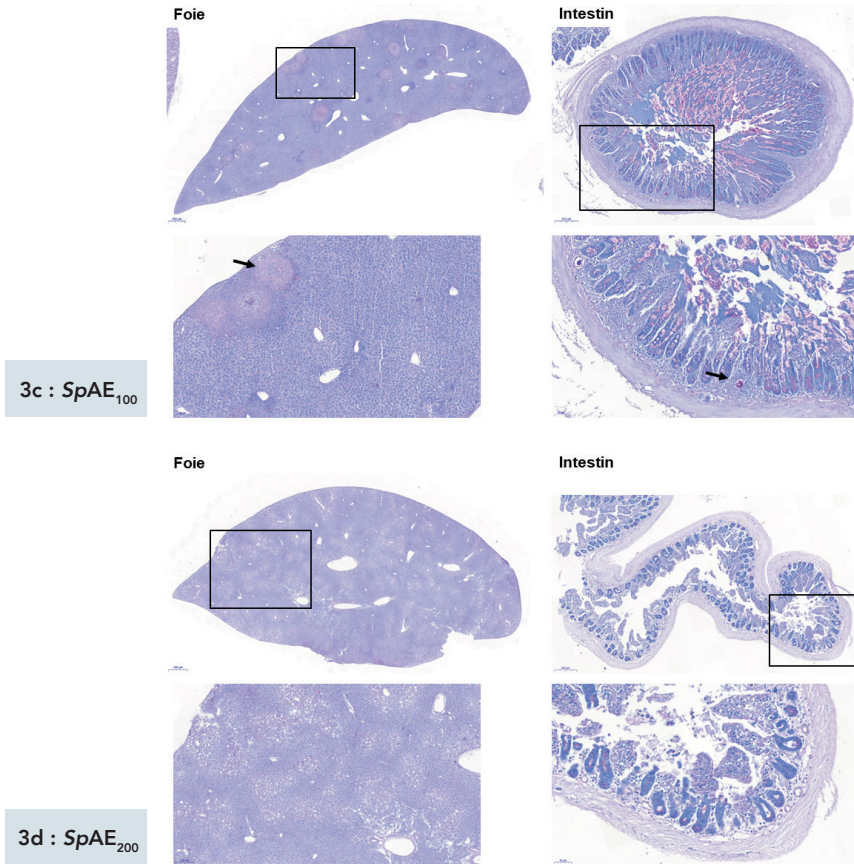 Foie
Intestin
3c : SpAE₁₀₀
Foie
Intestin
3d : SpAE₂₀₀